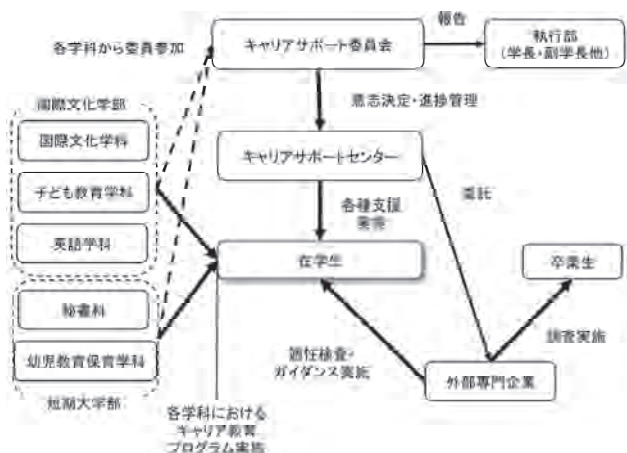 報告
各学科から委員参加
キャリアサポート委員会
執行部
(学長・副学長他)
国際文化学部
意志決定・進捗管理
国際文化学科
キャリアサポートセンター
子ども教育学科
各種支援
業務
委託
英語学科
在学生
卒業生
秘書科
調査実施
幼児教育保育学科
適性検査・
ガイダンス実施
外部専門企業
短期大学部
各学科における
キャリア教育
プログラム実施